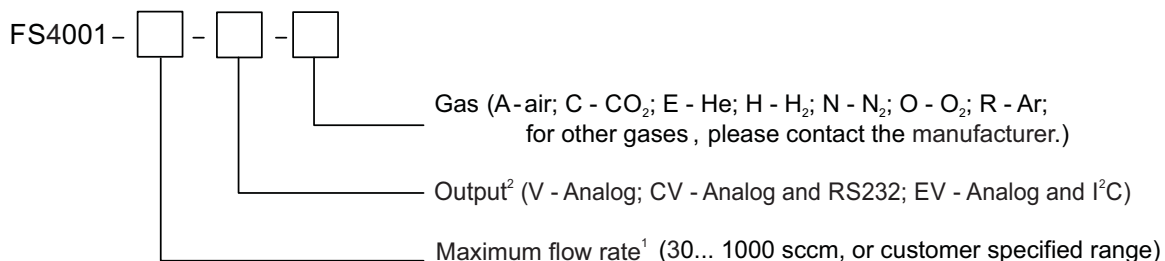 FS4001 - □ - □ - □
Gas (A - air; C - CO₂; E - He; H - H₂; N - N₂; O - O₂; R - Ar;
for other gases, please contact the manufacturer.)
Output² (V - Analog; CV - Analog and RS232; EV - Analog and I²C)
Maximum flow rate¹ (30... 1000 sccm, or customer specified range)